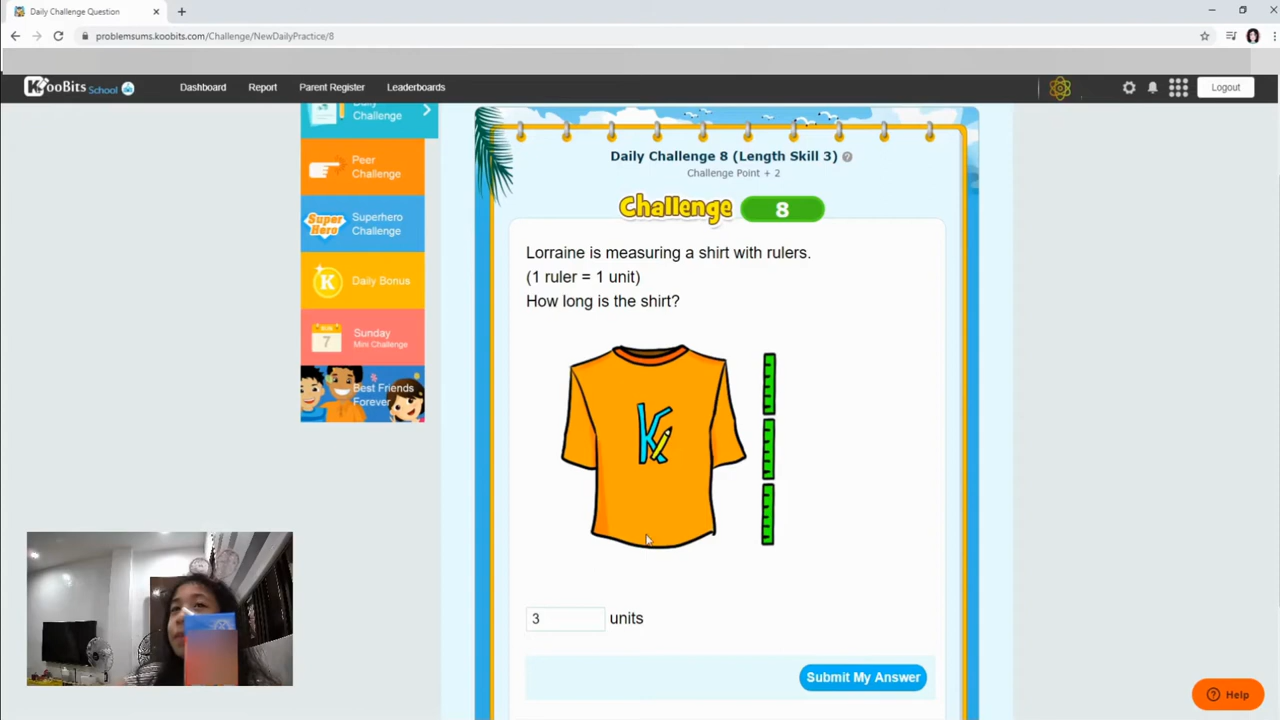 Daily Challenge Question
problemsums.koobits.com/Challenge/NewDailyPractice/8
KooBits School
Dashboard
Report
Parent Register
Leaderboards
Logout
Challenge
Peer
Challenge
Superhero
Challenge
Super
Hero
K
Daily Bonus
7
Sunday
Mini Challenge
Best Friends
Forever
Daily Challenge 8 (Length Skill 3) ?
Challenge Point + 2
Challenge 8
Lorraine is measuring a shirt with rulers.
(1 ruler = 1 unit)
How long is the shirt?
K
3 units
Submit My Answer
? Help